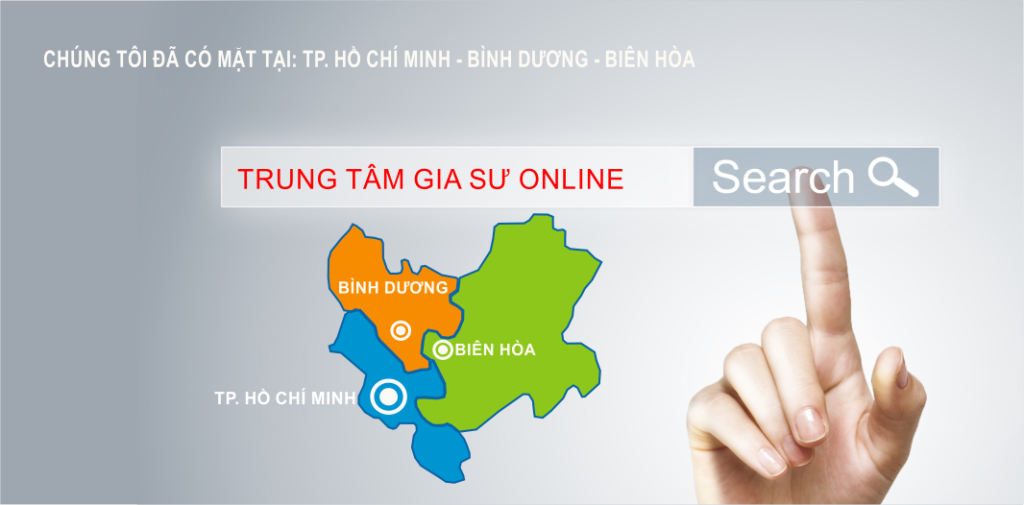 CHÚNG TÔI ĐÃ CÓ MẶT TẠI: TP. HỒ CHÍ MINH - BÌNH DƯƠNG - BIÊN HÒA
TRUNG TÂM GIA SƯ ONLINE
Search
BÌNH DƯƠNG
BIÊN HÒA
TP. HỒ CHÍ MINH